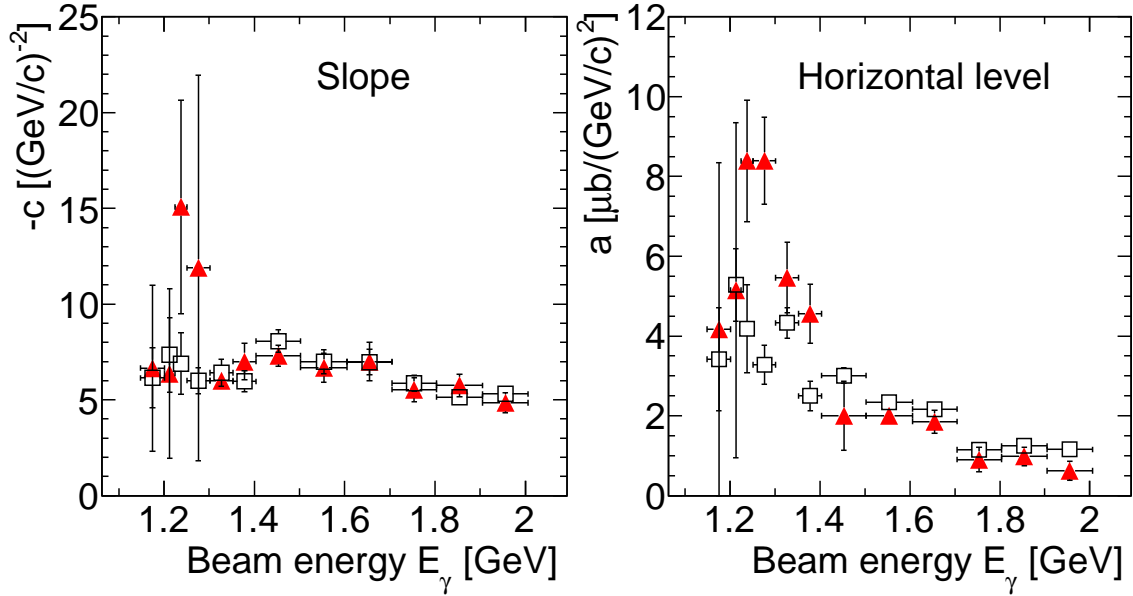 Slope
-c [(GeV/c)⁻²]
25
20
15
10
5
0
1.2 1.4 1.6 1.8 2
Beam energy E_γ [GeV]
Horizontal level
a [μb/(GeV/c)²]
12
10
8
6
4
2
0
1.2 1.4 1.6 1.8 2
Beam energy E_γ [GeV]